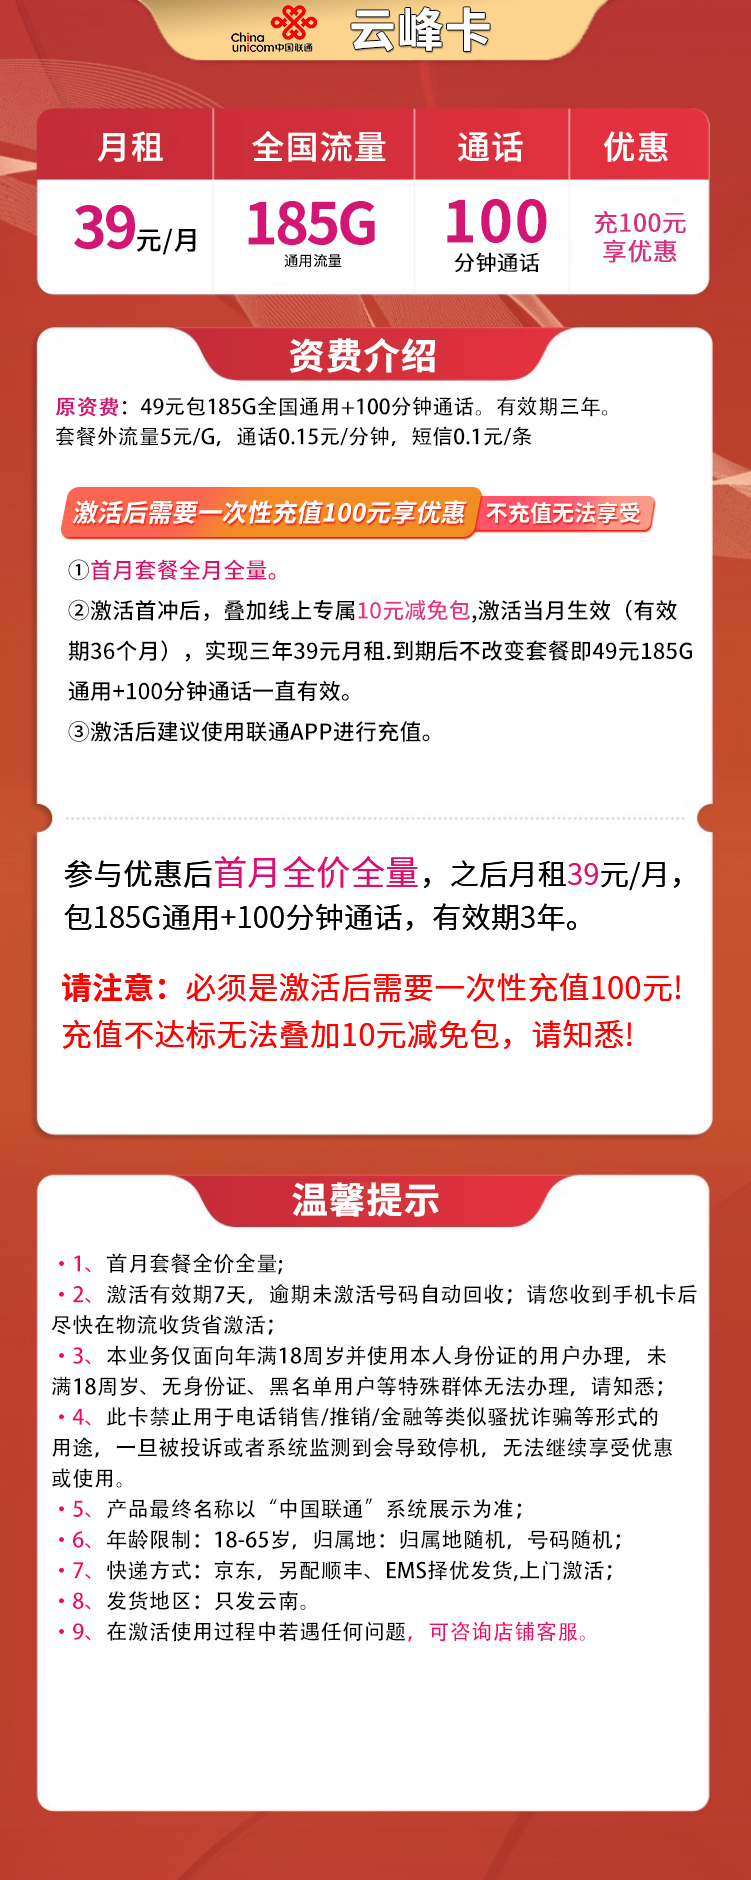 China
unicom中国联通
云峰卡
月租
全国流量
通话
优惠
39元/月
185G
通用流量
100
分钟通话
充100元
享优惠
资费介绍
原资费：49元包185G全国通用+100分钟通话。有效期三年。
套餐外流量5元/G，通话0.15元/分钟，短信0.1元/条
激活后需要一次性充值100元享优惠
不充值无法享受
①首月套餐全月全量。
②激活首冲后，叠加线上专属10元减免包,激活当月生效（有效
期36个月），实现三年39元月租.到期后不改变套餐即49元185G
通用+100分钟通话一直有效。
③激活后建议使用联通APP进行充值。
参与优惠后首月全价全量，之后月租39元/月，
包185G通用+100分钟通话，有效期3年。
请注意：必须是激活后需要一次性充值100元!
充值不达标无法叠加10元减免包，请知悉!
温馨提示
·1、首月套餐全价全量;
·2、激活有效期7天，逾期未激活号码自动回收；请您收到手机卡后
尽快在物流收货省激活；
·3、本业务仅面向年满18周岁并使用本人身份证的用户办理，未
满18周岁、无身份证、黑名单用户等特殊群体无法办理，请知悉；
·4、此卡禁止用于电话销售/推销/金融等类似骚扰诈骗等形式的
用途，一旦被投诉或者系统监测到会导致停机，无法继续享受优惠
或使用。
·5、产品最终名称以“中国联通”系统展示为准；
·6、年龄限制：18-65岁，归属地：归属地随机，号码随机；
·7、快递方式：京东，另配顺丰、EMS择优发货,上门激活；
·8、发货地区：只发云南。
·9、在激活使用过程中若遇任何问题，可咨询店铺客服。